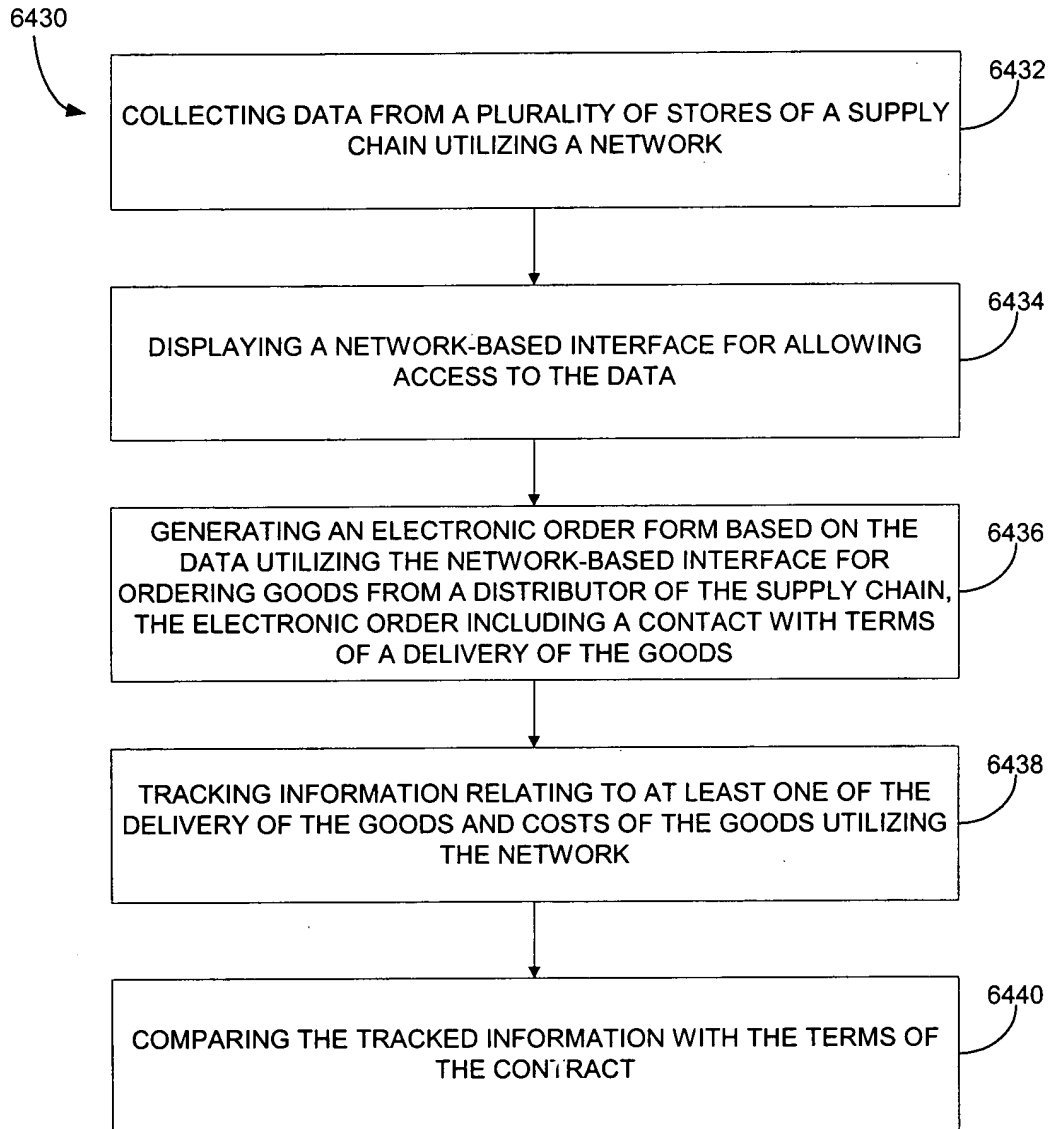 6430
6432
COLLECTING DATA FROM A PLURALITY OF STORES OF A SUPPLY
CHAIN UTILIZING A NETWORK
6434
DISPLAYING A NETWORK-BASED INTERFACE FOR ALLOWING
ACCESS TO THE DATA
6436
GENERATING AN ELECTRONIC ORDER FORM BASED ON THE
DATA UTILIZING THE NETWORK-BASED INTERFACE FOR
ORDERING GOODS FROM A DISTRIBUTOR OF THE SUPPLY CHAIN,
THE ELECTRONIC ORDER INCLUDING A CONTACT WITH TERMS
OF A DELIVERY OF THE GOODS
6438
TRACKING INFORMATION RELATING TO AT LEAST ONE OF THE
DELIVERY OF THE GOODS AND COSTS OF THE GOODS UTILIZING
THE NETWORK
6440
COMPARING THE TRACKED INFORMATION WITH THE TERMS OF
THE CONTRACT